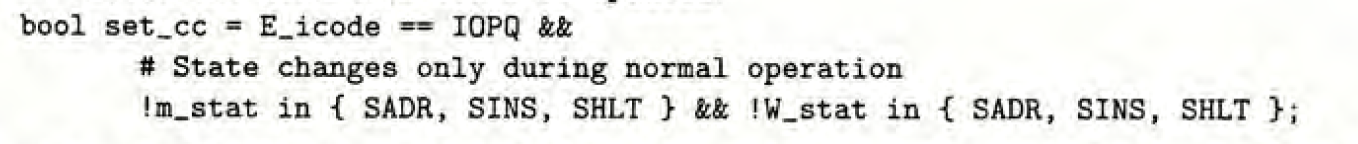 bool set_cc = E_icode == IOPQ &&
# State changes only during normal operation
!m_stat in { SADR, SINS, SHLT } && !W_stat in { SADR, SINS, SHLT };